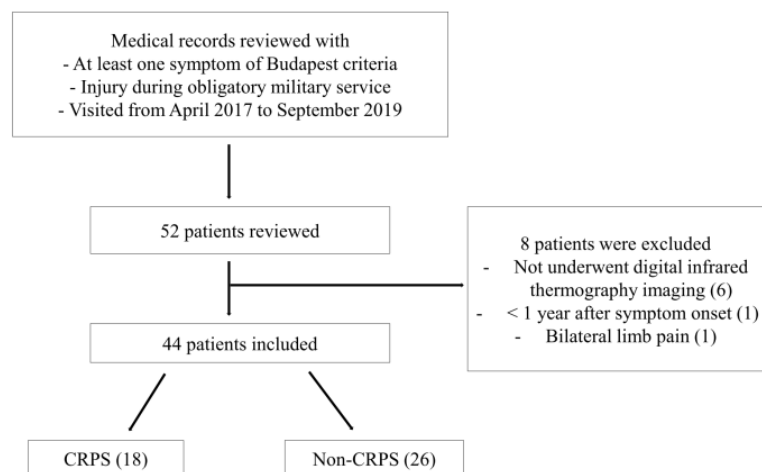 Medical records reviewed with
- At least one symptom of Budapest criteria
- Injury during obligatory military service
- Visited from April 2017 to September 2019
52 patients reviewed
8 patients were excluded
- Not underwent digital infrared
thermography imaging (6)
- < 1 year after symptom onset (1)
- Bilateral limb pain (1)
44 patients included
CRPS (18)
Non-CRPS (26)